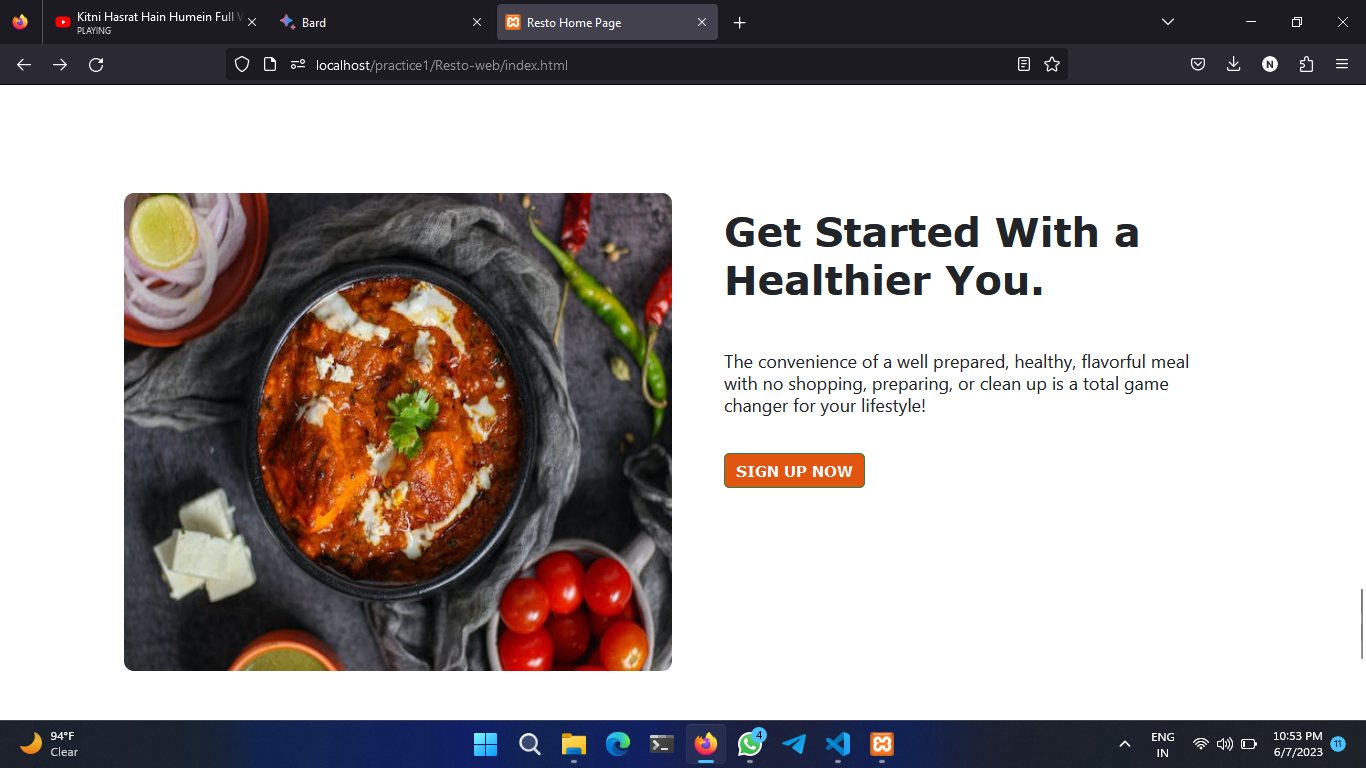 Kitni Hasrat Hain Humein Full V
PLAYING
Bard
Resto Home Page
localhost/practice1/Resto-web/index.html
N
Get Started With a
Healthier You.
The convenience of a well prepared, healthy, flavorful meal
with no shopping, preparing, or clean up is a total game
changer for your lifestyle!
SIGN UP NOW
94°F
Clear
4
ENG
IN
10:53 PM
6/7/2023
11